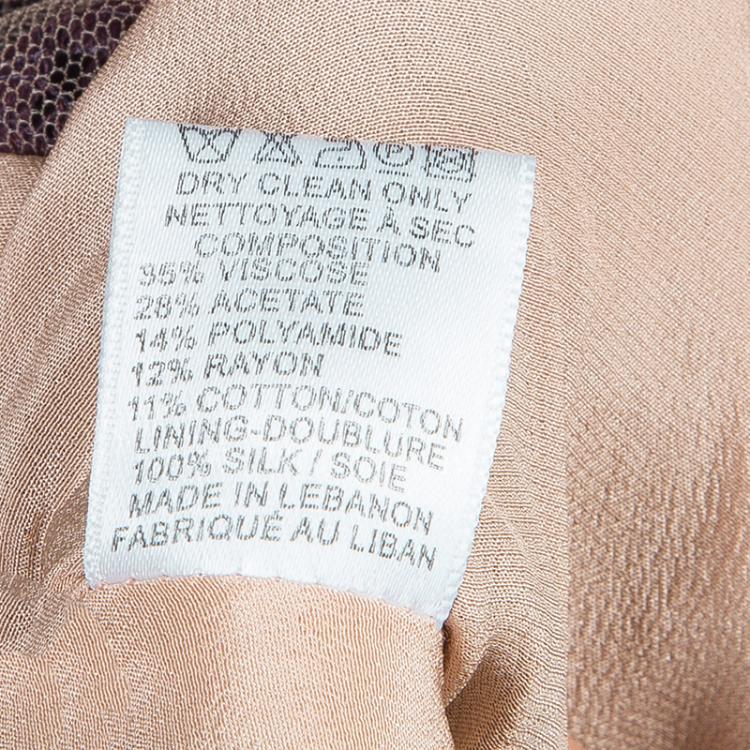 DRY CLEAN ONLY
NETTOYAGE À SEC
COMPOSITION
35% VISCOSE
28% ACETATE
14% POLYAMIDE
12% RAYON
11% COTTON/COTON
LINING-DOUBLURE
100% SILK / SOIE
MADE IN LEBANON
FABRIQUÉ AU LIBAN